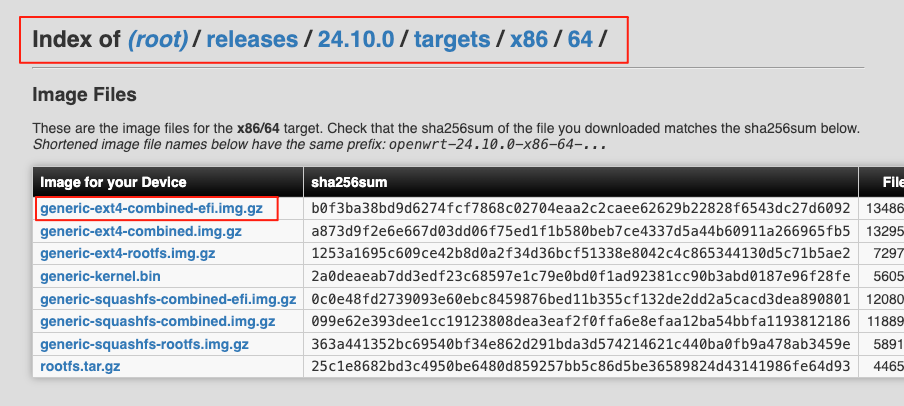 Index of (root) / releases / 24.10.0 / targets / x86 / 64 /
Image Files
These are the image files for the x86/64 target. Check that the sha256sum of the file you downloaded matches the sha256sum below.
Shortened image file names below have the same prefix: openwrt-24.10.0-x86-64-...
Image for your Device sha256sum File
generic-ext4-combined-efi.img.gz b0f3ba38bd9d6274fcf7868c02704eaa2c2caee62629b22828f6543dc27d6092 13486
generic-ext4-combined.img.gz a873d9f2e6e667d03dd06f75ed1f1b580beb7ce4337d5a44b60911a266965fb5 13295
generic-ext4-rootfs.img.gz 1253a1695c609ce42b8d0a2f34d36bcf51338e8042c4c865344130d5c71b5ae2 7297
generic-kernel.bin 2a0deaeab7dd3edf23c68597e1c79e0bd0f1ad92381cc90b3abd0187e96f28fe 5605
generic-squashfs-combined-efi.img.gz 0c0e48fd2739093e60ebc8459876bed11b355cf132de2dd2a5cacd3dea890801 12080
generic-squashfs-combined.img.gz 099e62e393dee1cc19123808dea3eaf2f0ffa6e8efaa12ba54bbfa1193812186 11889
generic-squashfs-rootfs.img.gz 363a441352bc69540bf34e862d291bda3d574214621c440ba0fb9a478ab3459e 5891
rootfs.tar.gz 25c1e8682bd3c4950be6480d859257bb5c86d5be36589824d43141986fe64d93 4465